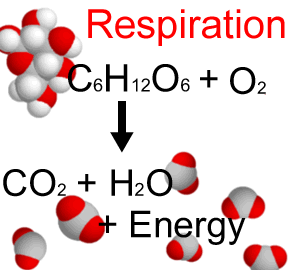 Respiration
C₆H₁₂O₆ + O₂
CO₂ + H₂O
+ Energy